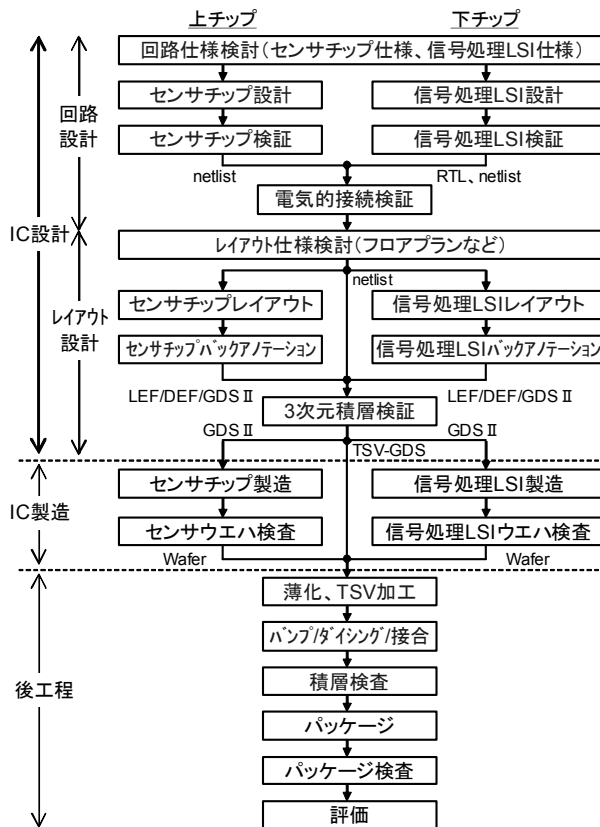 上チップ 下チップ
回路仕様検討(センサチップ仕様、信号処理LSI仕様)
センサチップ設計 信号処理LSI設計
回路
設計
センサチップ検証 信号処理LSI検証
netlist RTL、netlist
電気的接続検証
IC設計
レイアウト仕様検討(フロアプランなど)
netlist
センサチップレイアウト 信号処理LSIレイアウト
レイアウト
設計
センサチップバックアノテーション 信号処理LSIバックアノテーション
LEF/DEF/GDSⅡ LEF/DEF/GDSⅡ
3次元積層検証
GDSⅡ GDSⅡ
TSV-GDS
センサチップ製造 信号処理LSI製造
IC製造
センサウエハ検査 信号処理LSIウエハ検査
Wafer Wafer
薄化、TSV加工
バンプ/ダイシング/接合
積層検査
後工程
パッケージ
パッケージ検査
評価